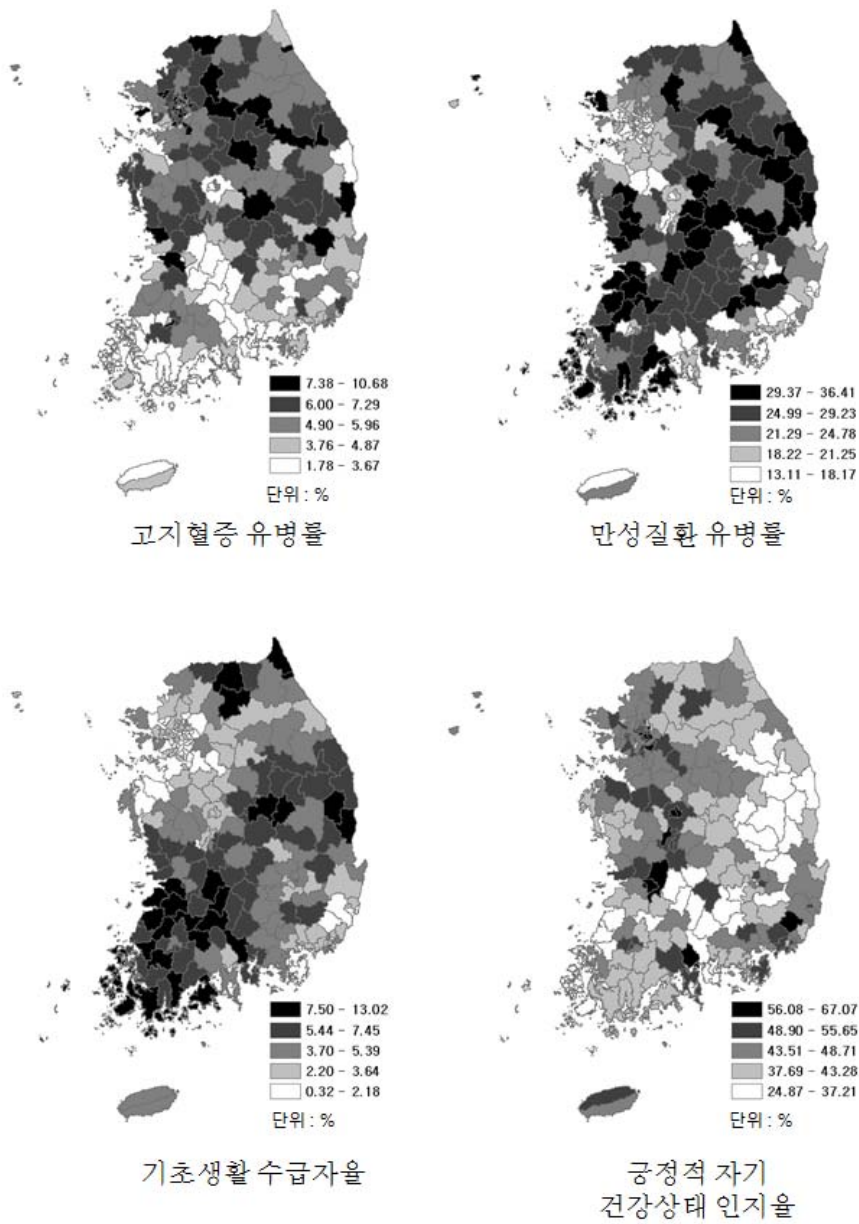 7.38 - 10.68
6.00 - 7.29
4.90 - 5.96
3.76 - 4.87
1.78 - 3.67
단위 : %
고지혈증 유병률
29.37 - 36.41
24.99 - 29.23
21.29 - 24.78
18.22 - 21.25
13.11 - 18.17
단위 : %
만성질환 유병률
7.50 - 13.02
5.44 - 7.45
3.70 - 5.39
2.20 - 3.64
0.32 - 2.18
단위 : %
기초생활 수급자율
56.08 - 67.07
48.90 - 55.65
43.51 - 48.71
37.69 - 43.28
24.87 - 37.21
단위 : %
긍정적 자기
건강상태 인지율